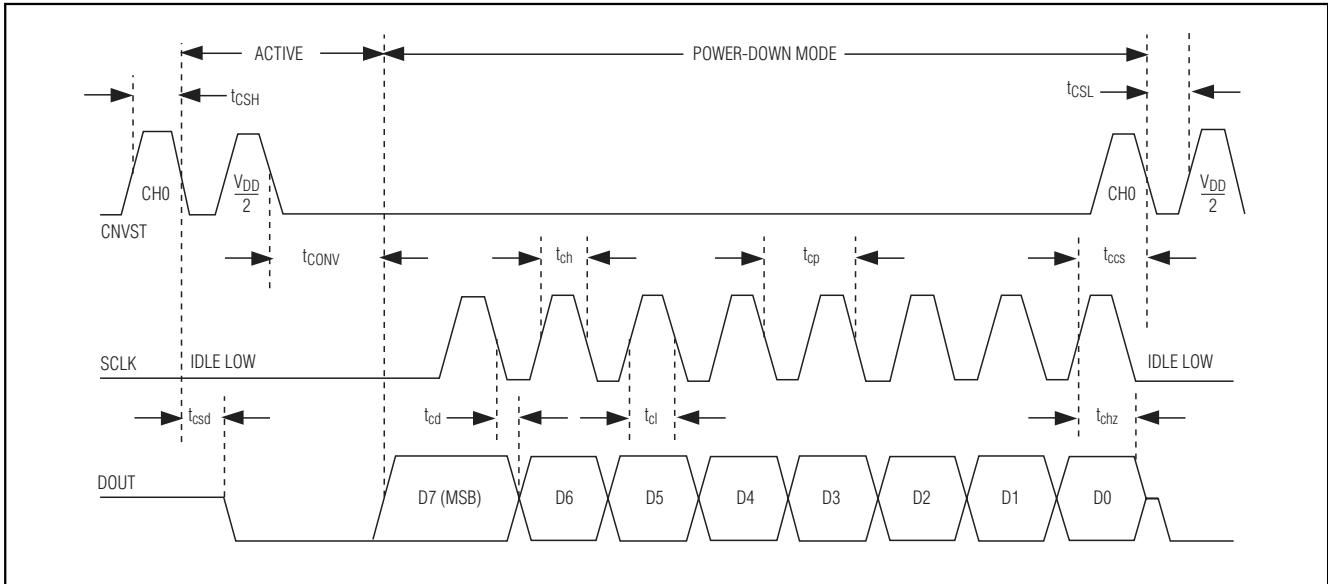 ACTIVE
POWER-DOWN MODE
tCSH
tCSL
CH0
VDD
2
CH0
VDD
2
CNVST
tCONV
tch
tcp
tccs
SCLK
IDLE LOW
IDLE LOW
tcsd
tcd
tcl
tchz
DOUT
D7 (MSB)
D6
D5
D4
D3
D2
D1
D0